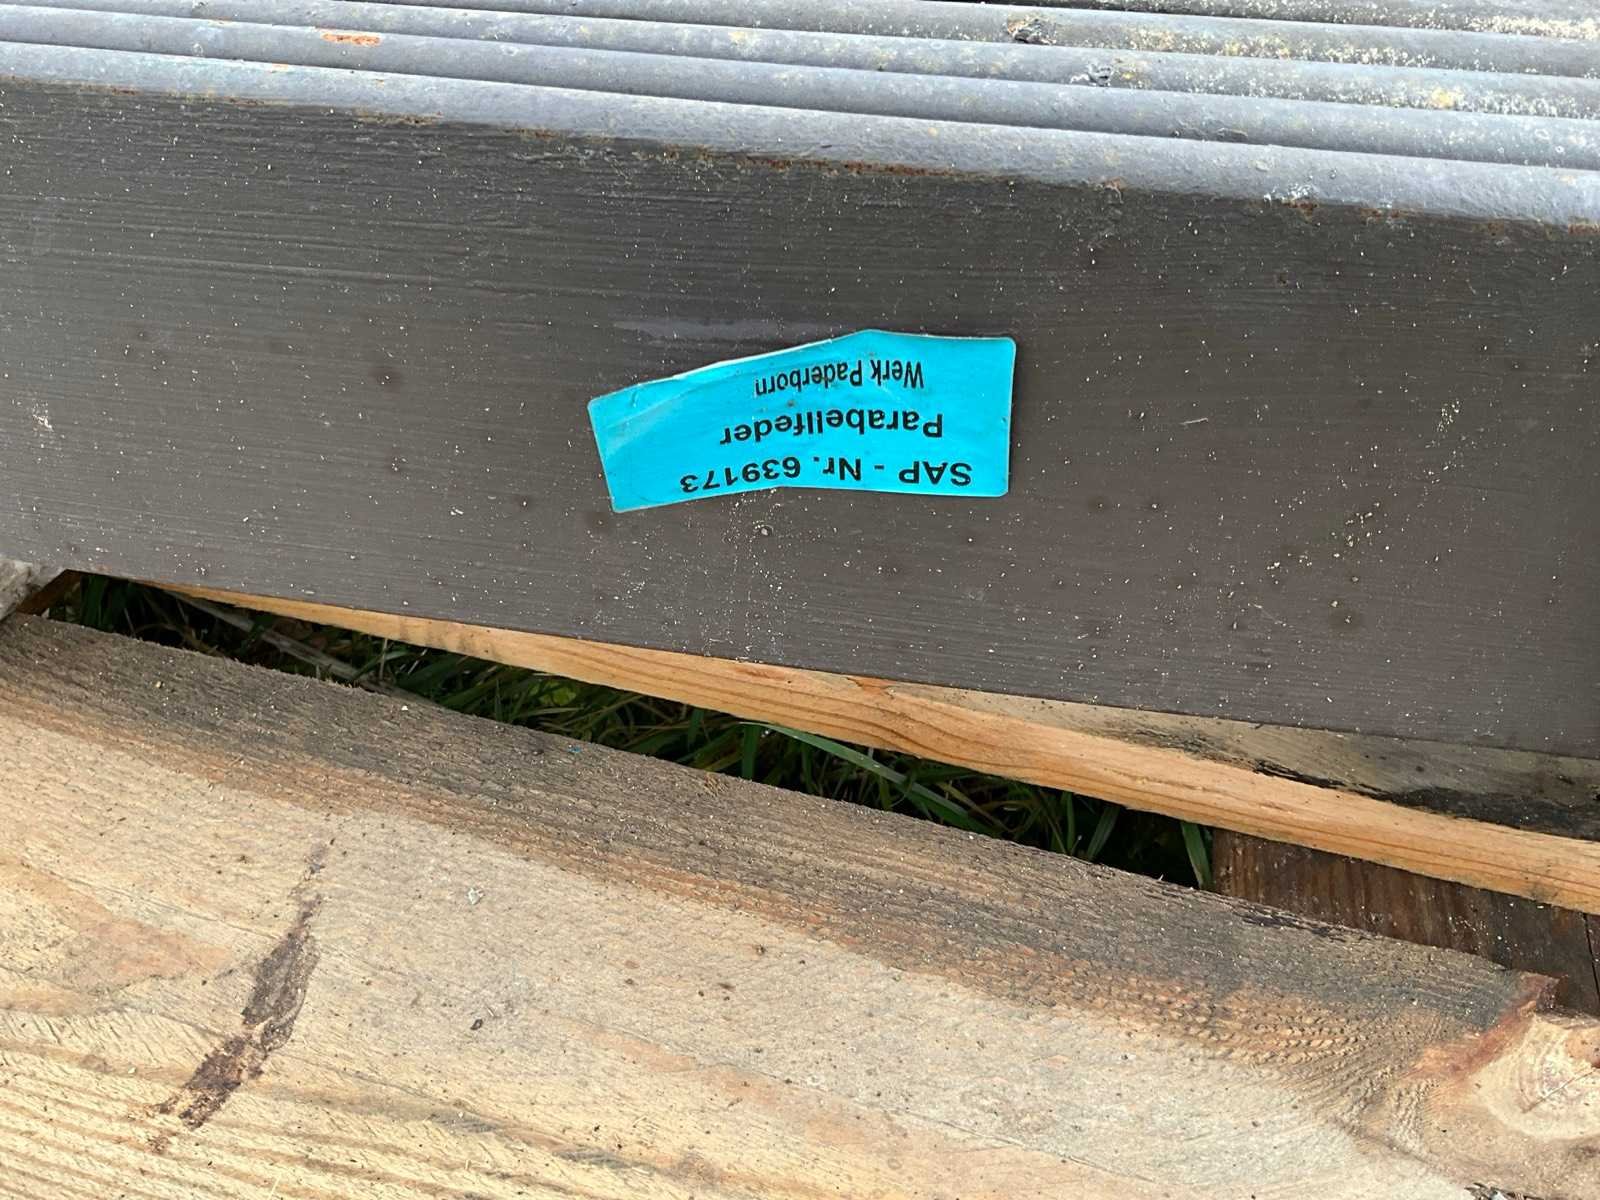 SAP - Nr. 639173
Parabellfeder
Werk Paderborn